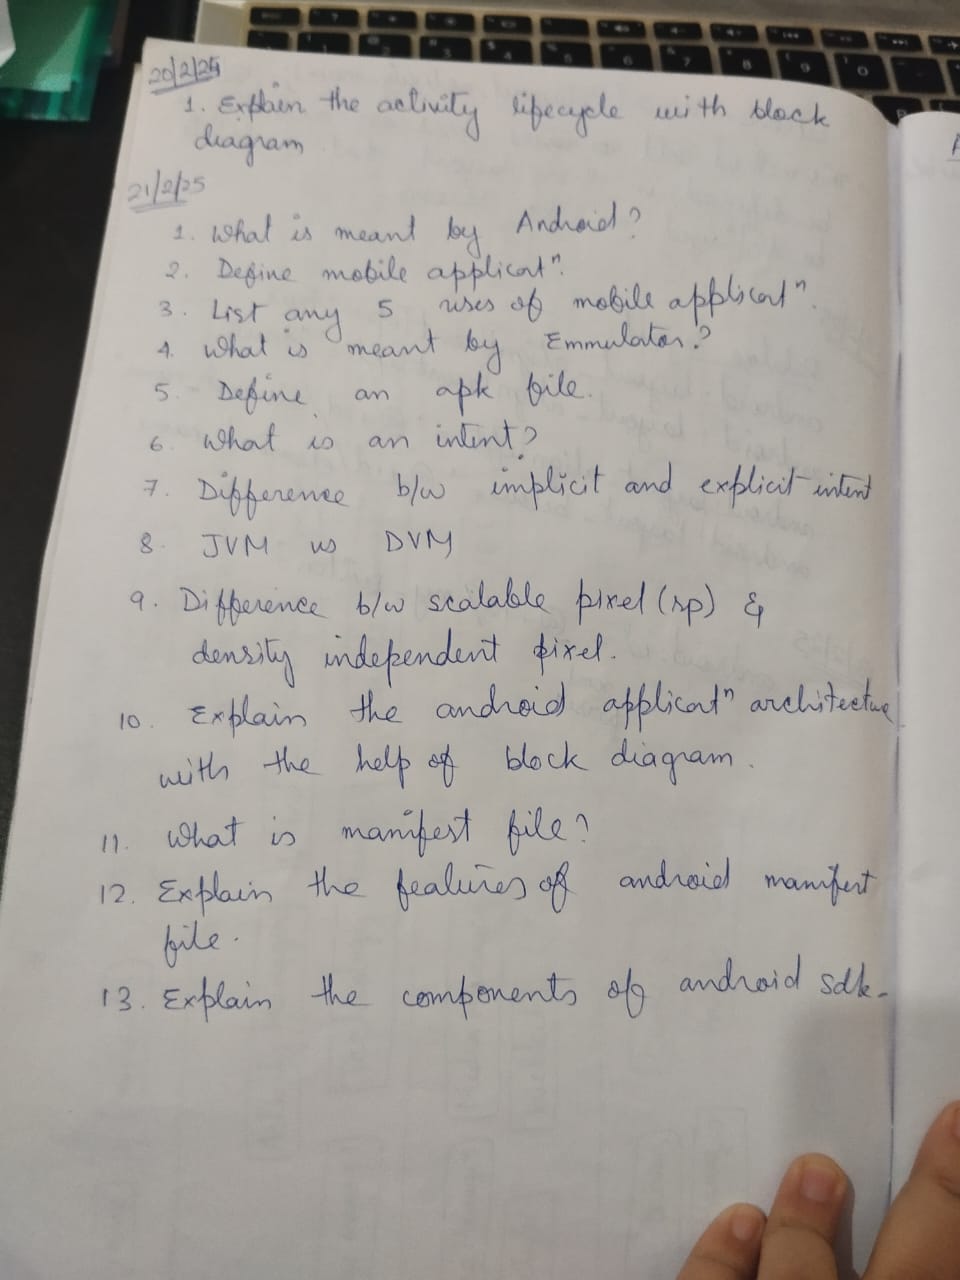 20/2/25
1. Explain the activity lifecycle with block
diagram
21/2/25
1. What is meant by Android?
2. Define mobile applicatⁿ.
3. List any 5 uses of mobile applicatⁿ.
4. What is meant by Emmulator?
5. Define an apk file.
6. What is an intent?
7. Difference b/w implicit and explicit intent
8. JVM vs DVM
9. Difference b/w scalable pixel (sp) &
density independent pixel.
10. Explain the android applicatⁿ architecture
with the help of block diagram.
11. What is manifest file?
12. Explain the features of android manifest
file.
13. Explain the components of android sdk.